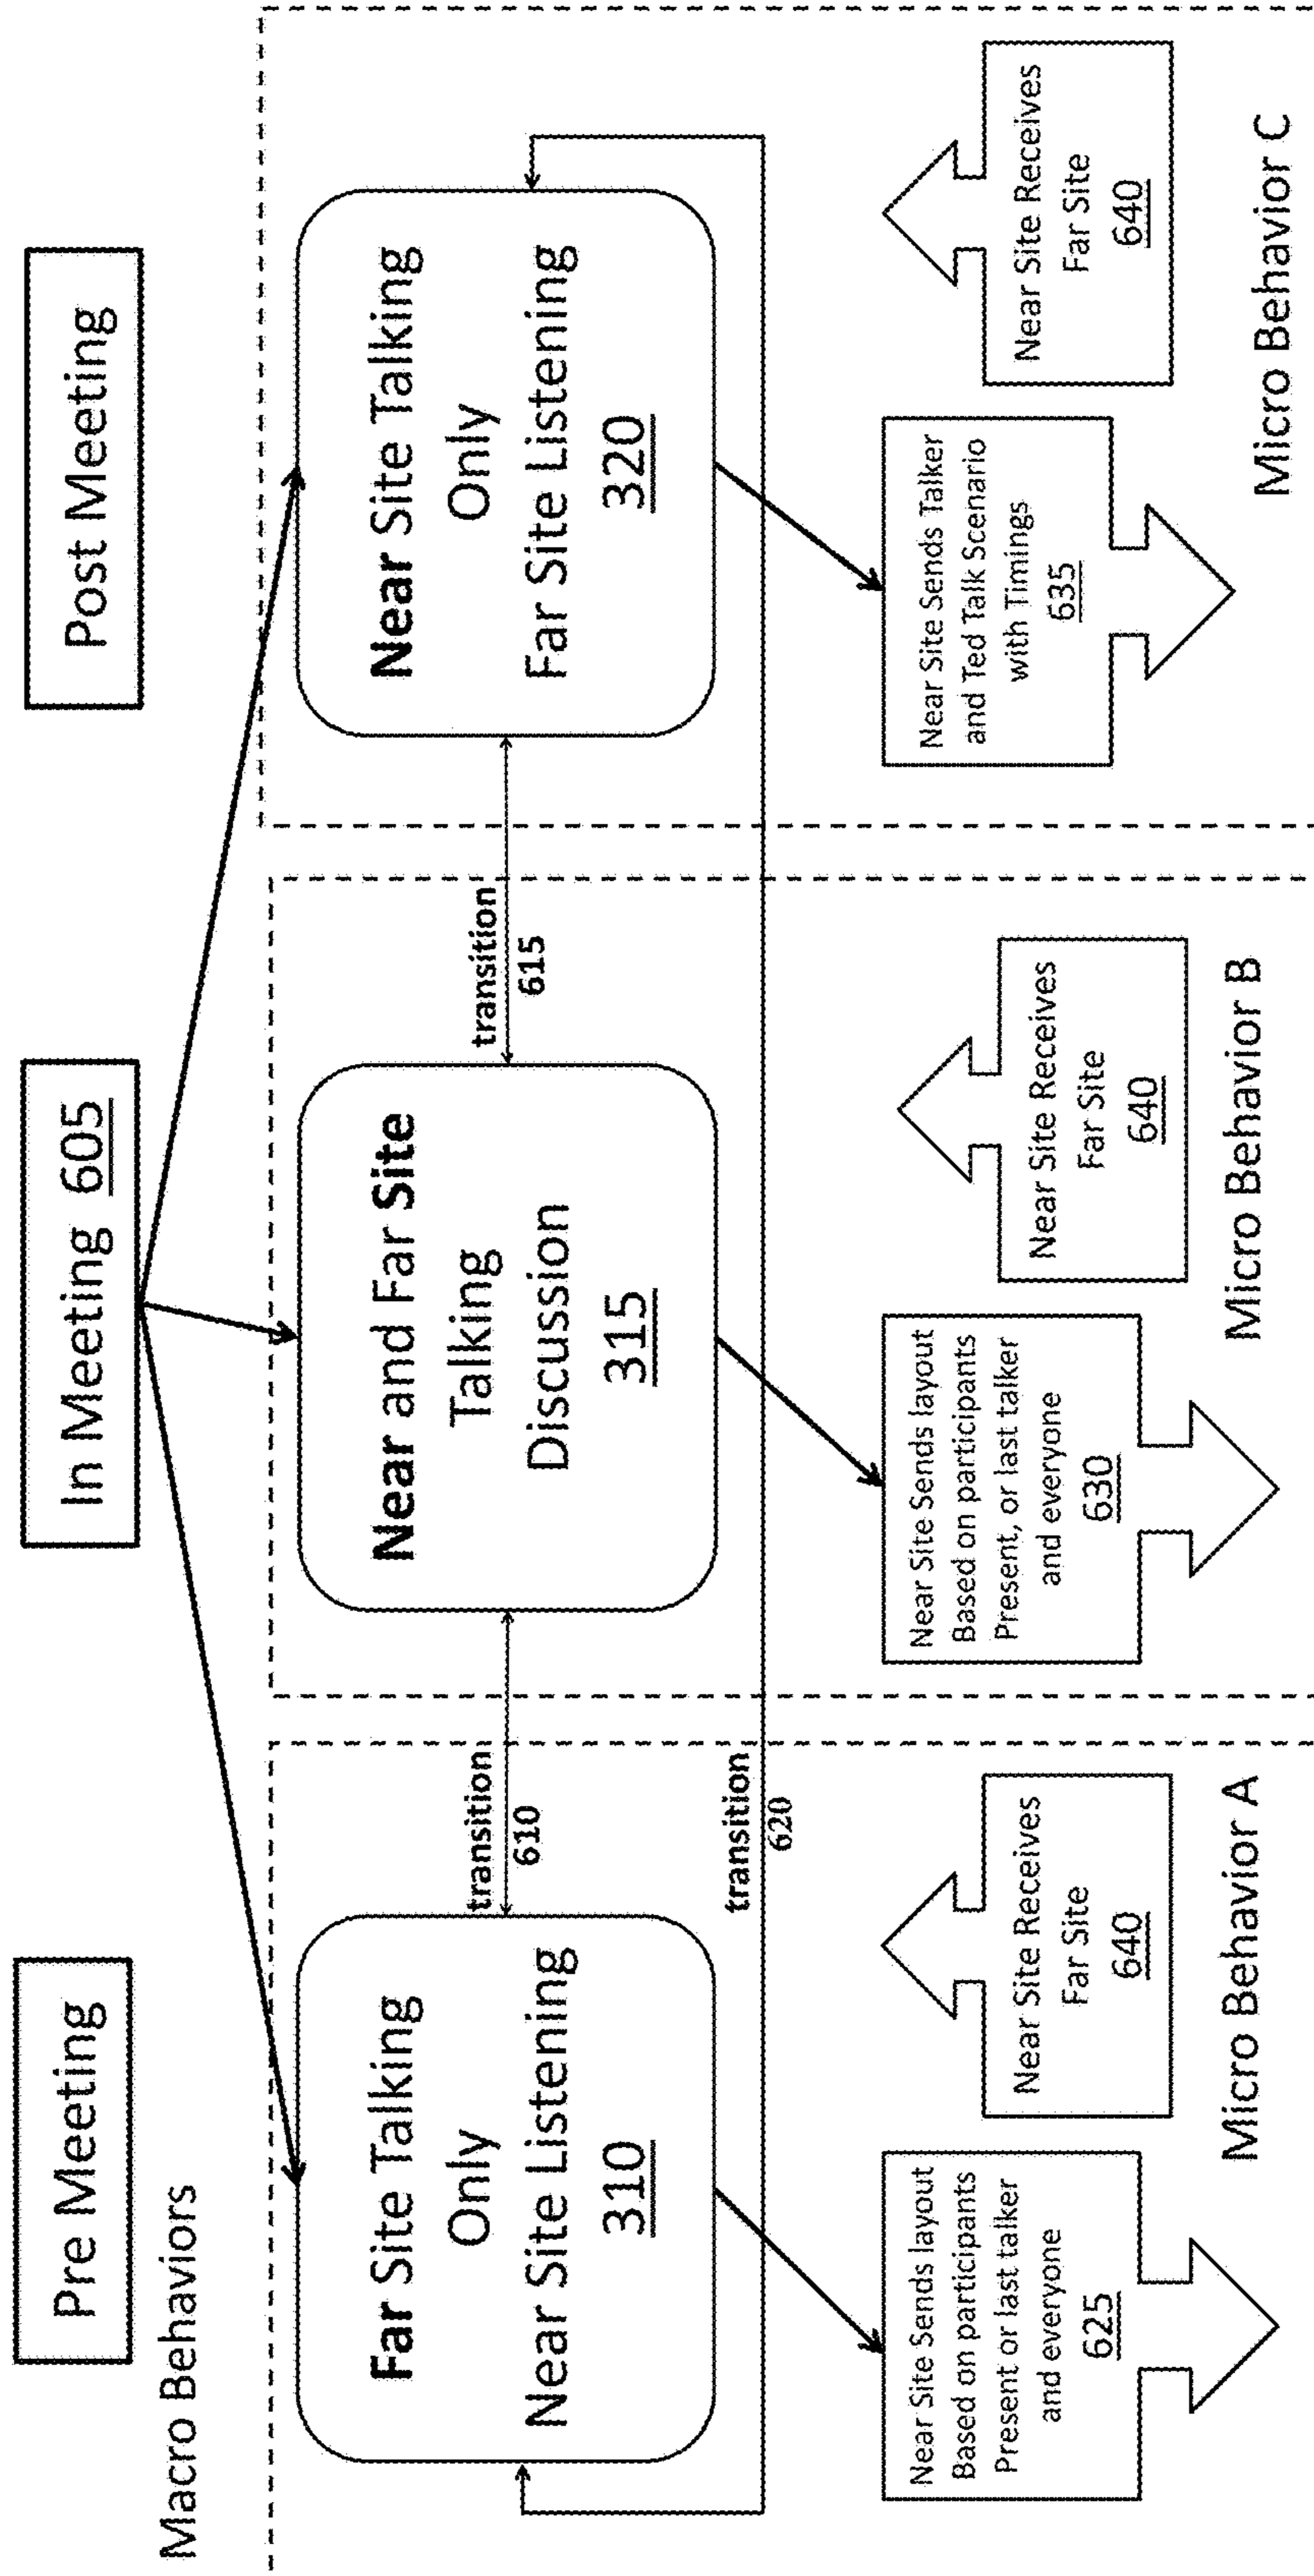 Pre Meeting
In Meeting 605
Post Meeting
Macro Behaviors
Far Site Talking
Only
Near Site Listening
310
transition
610
Near and Far Site
Talking
Discussion
315
transition
615
Near Site Talking
Only
Far Site Listening
320
transition
620
Near Site Sends layout
Based on participants
Present or last talker
and everyone
625
Near Site Receives
Far Site
640
Micro Behavior A
Near Site Sends layout
Based on participants
Present, or last talker
and everyone
630
Near Site Receives
Far Site
640
Micro Behavior B
Near Site Sends Talker
and Ted Talk Scenario
with Timings
635
Near Site Receives
Far Site
640
Micro Behavior C